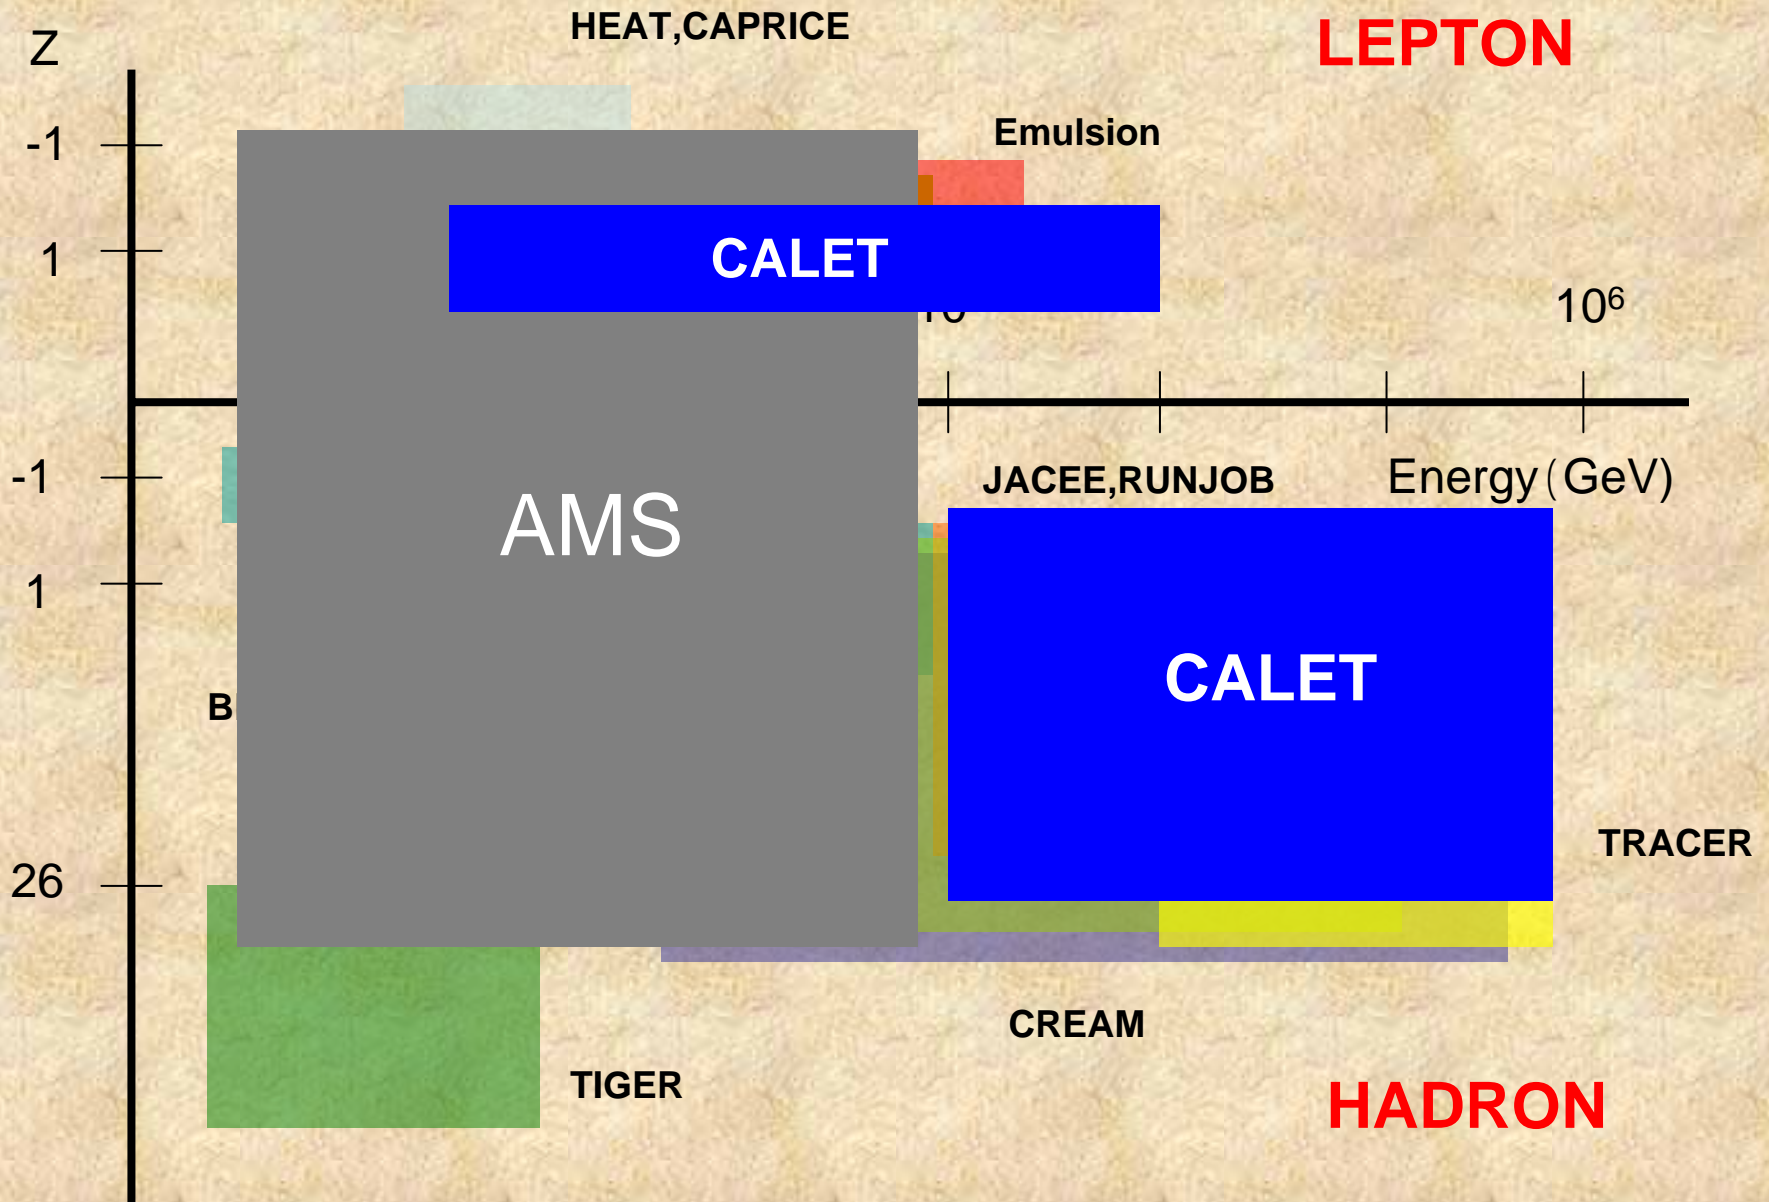 HEAT,CAPRICE
LEPTON
Z
-1
Emulsion
1
CALET
10⁶
-1
JACEE,RUNJOB
Energy(GeV)
AMS
1
CALET
TRACER
26
CREAM
TIGER
HADRON